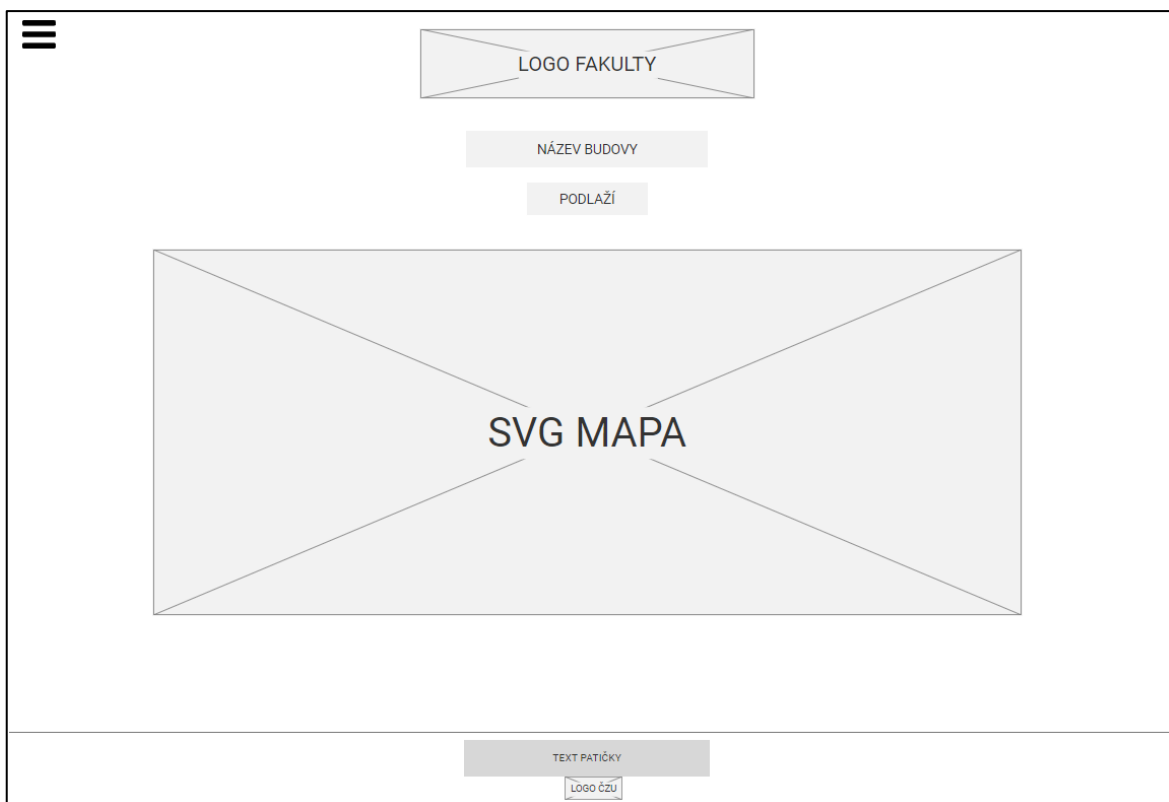 LOGO FAKULTY
NÁZEV BUDOVY
PODLAŽÍ
SVG MAPA
TEXT PATIČKY
LOGO ČZU